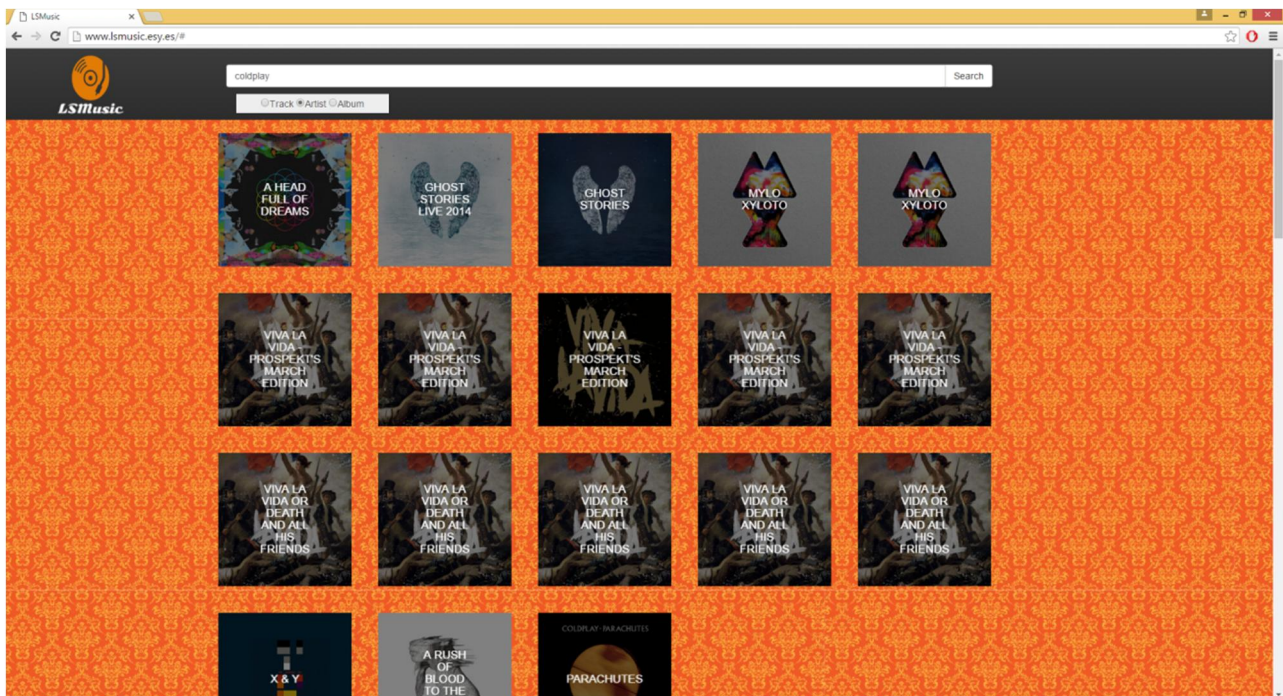 LSMusic
www.lsmusic.esy.es/#
LSMusic
coldplay
Search
Track Artist Album
A HEAD
FULL OF
DREAMS
GHOST
STORIES
LIVE 2014
GHOST
STORIES
MYLO
XYLOTO
MYLO
XYLOTO
VIVA LA
VIDA -
PROSPEKT'S
MARCH
EDITION
VIVA LA
VIDA -
PROSPEKT'S
MARCH
EDITION
VIVA LA
VIDA -
PROSPEKT'S
MARCH
EDITION
VIVA LA
VIDA -
PROSPEKT'S
MARCH
EDITION
VIVA LA
VIDA -
PROSPEKT'S
MARCH
EDITION
VIVA LA
VIDA OR
DEATH
AND ALL
HIS
FRIENDS
VIVA LA
VIDA OR
DEATH
AND ALL
HIS
FRIENDS
VIVA LA
VIDA OR
DEATH
AND ALL
HIS
FRIENDS
VIVA LA
VIDA OR
DEATH
AND ALL
HIS
FRIENDS
VIVA LA
VIDA OR
DEATH
AND ALL
HIS
FRIENDS
X & Y
A RUSH
OF
BLOOD
TO THE
COLDPLAY · PARACHUTES
PARACHUTES